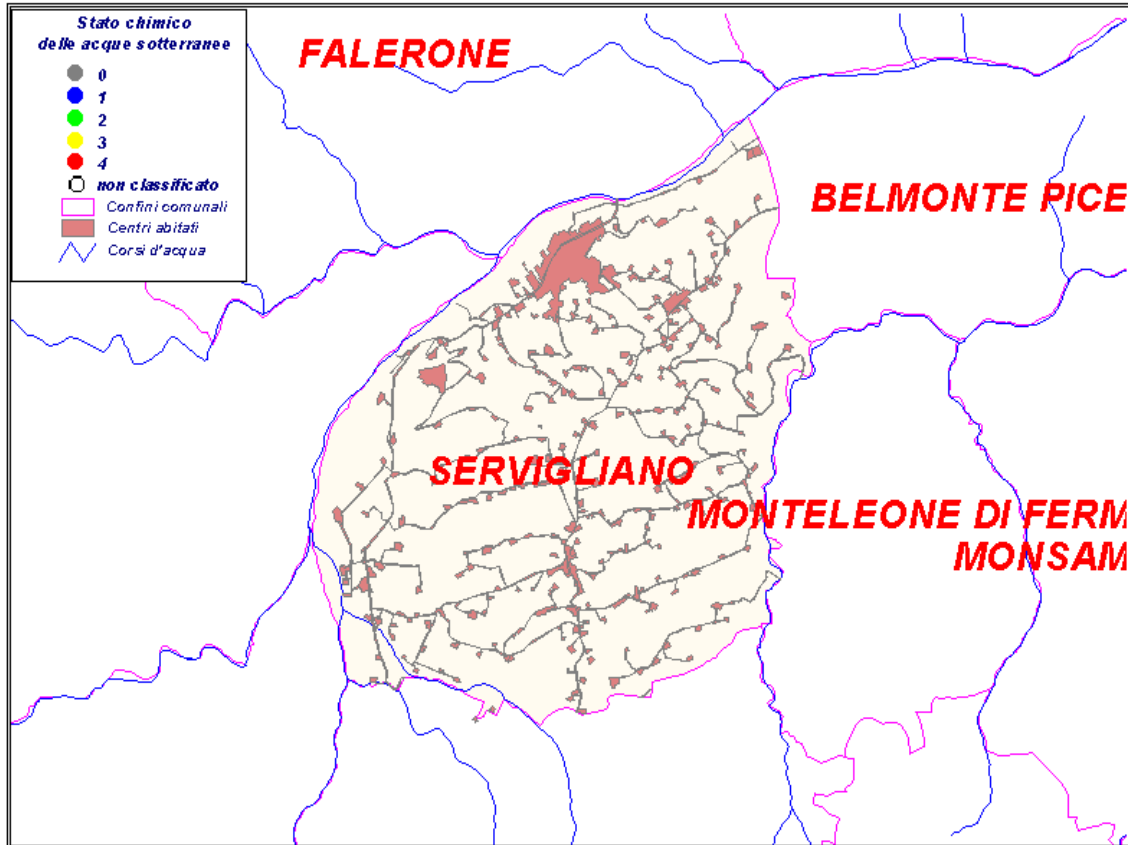 Stato chimico
delle acque sotterranee
0
1
2
3
4
non classificato
Confini comunali
Centri abitati
Corsi d'acqua
FALERONE
BELMONTE PICE
SERVIGLIANO
MONTELEONE DI FERM
MONSAM